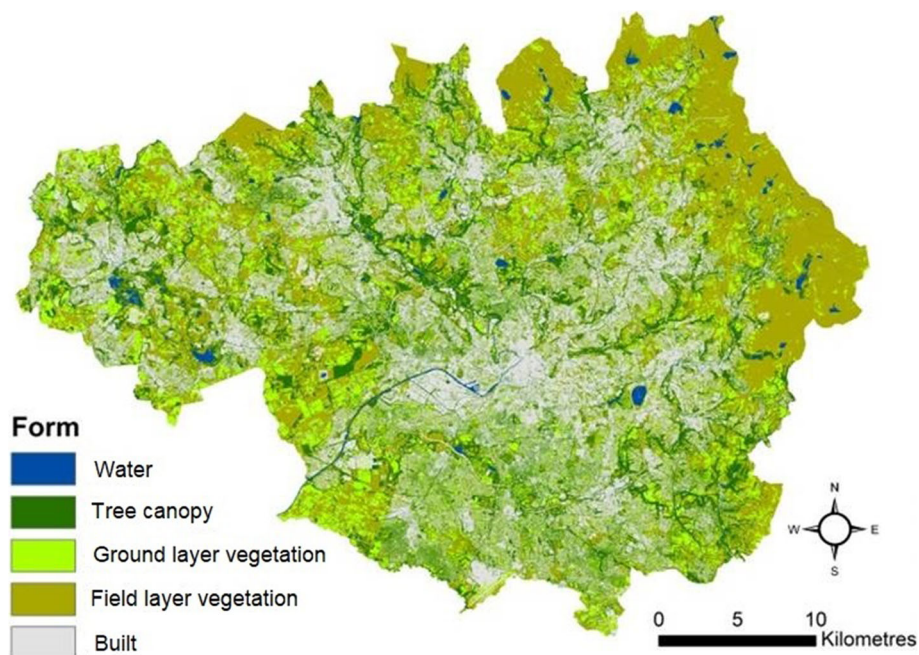 Form
Water
Tree canopy
Ground layer vegetation
Field layer vegetation
Built
N
W E
S
0 5 10
Kilometres